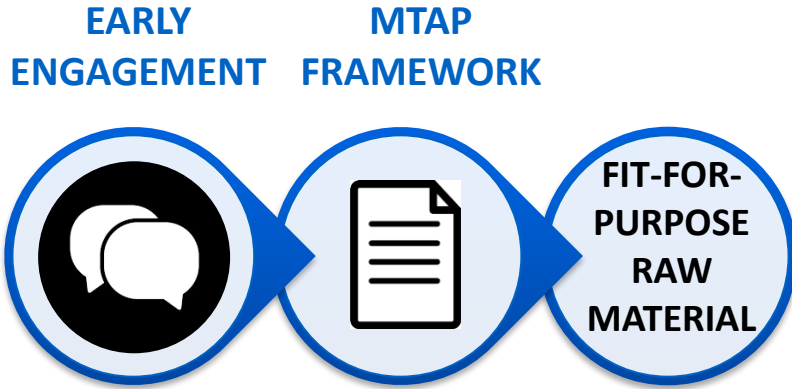 EARLY
ENGAGEMENT
MTAP
FRAMEWORK
FIT-FOR-
PURPOSE
RAW
MATERIAL